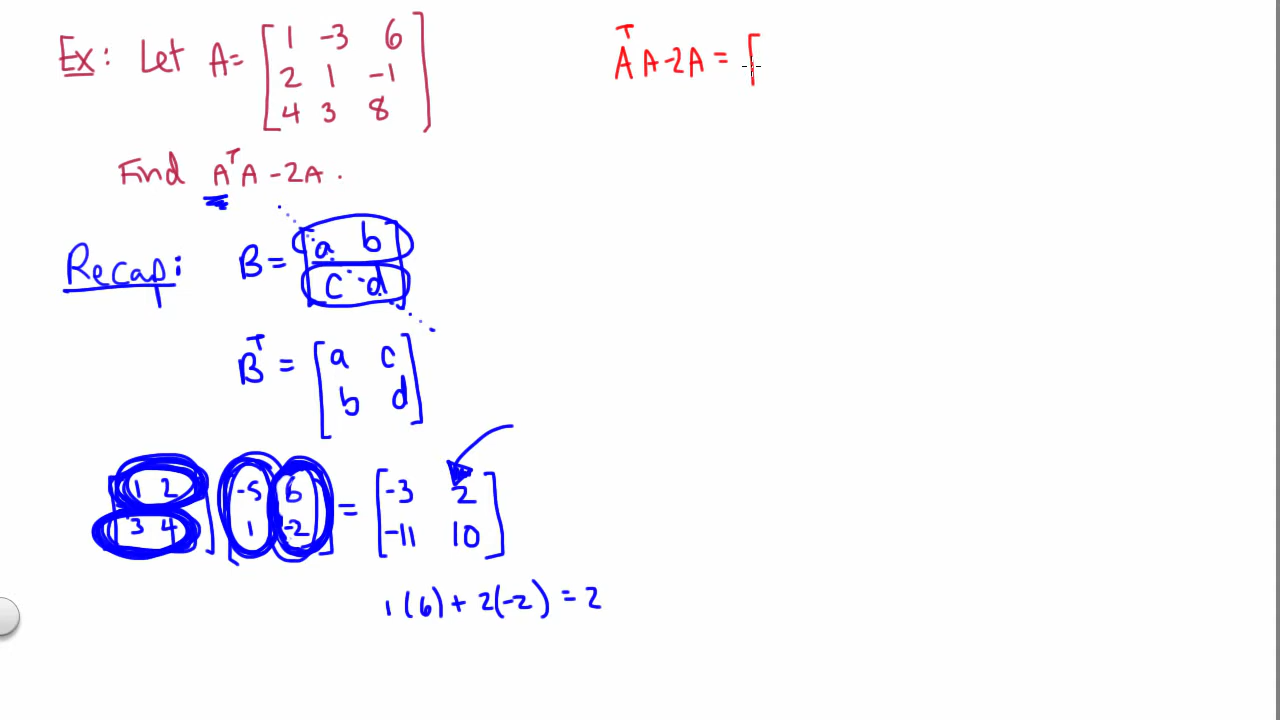 Ex: Let A= [ 1 -3 6
2 1 -1
4 3 8 ]
Find AᵀA -2A .
Recap: B = [ a b
c d ]
Bᵀ = [ a c
b d ]
[ 1 2 [ -5 6 = [ -3 2
3 4 ] 1 -2 ] -11 10 ]
1(6) + 2(-2) = 2
AᵀA -2A = [